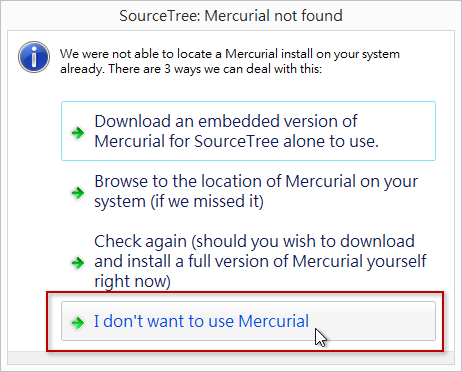 SourceTree: Mercurial not found
We were not able to locate a Mercurial install on your system
already. There are 3 ways we can deal with this:
Download an embedded version of
Mercurial for SourceTree alone to use.
Browse to the location of Mercurial on your
system (if we missed it)
Check again (should you wish to download
and install a full version of Mercurial yourself
right now)
I don't want to use Mercurial